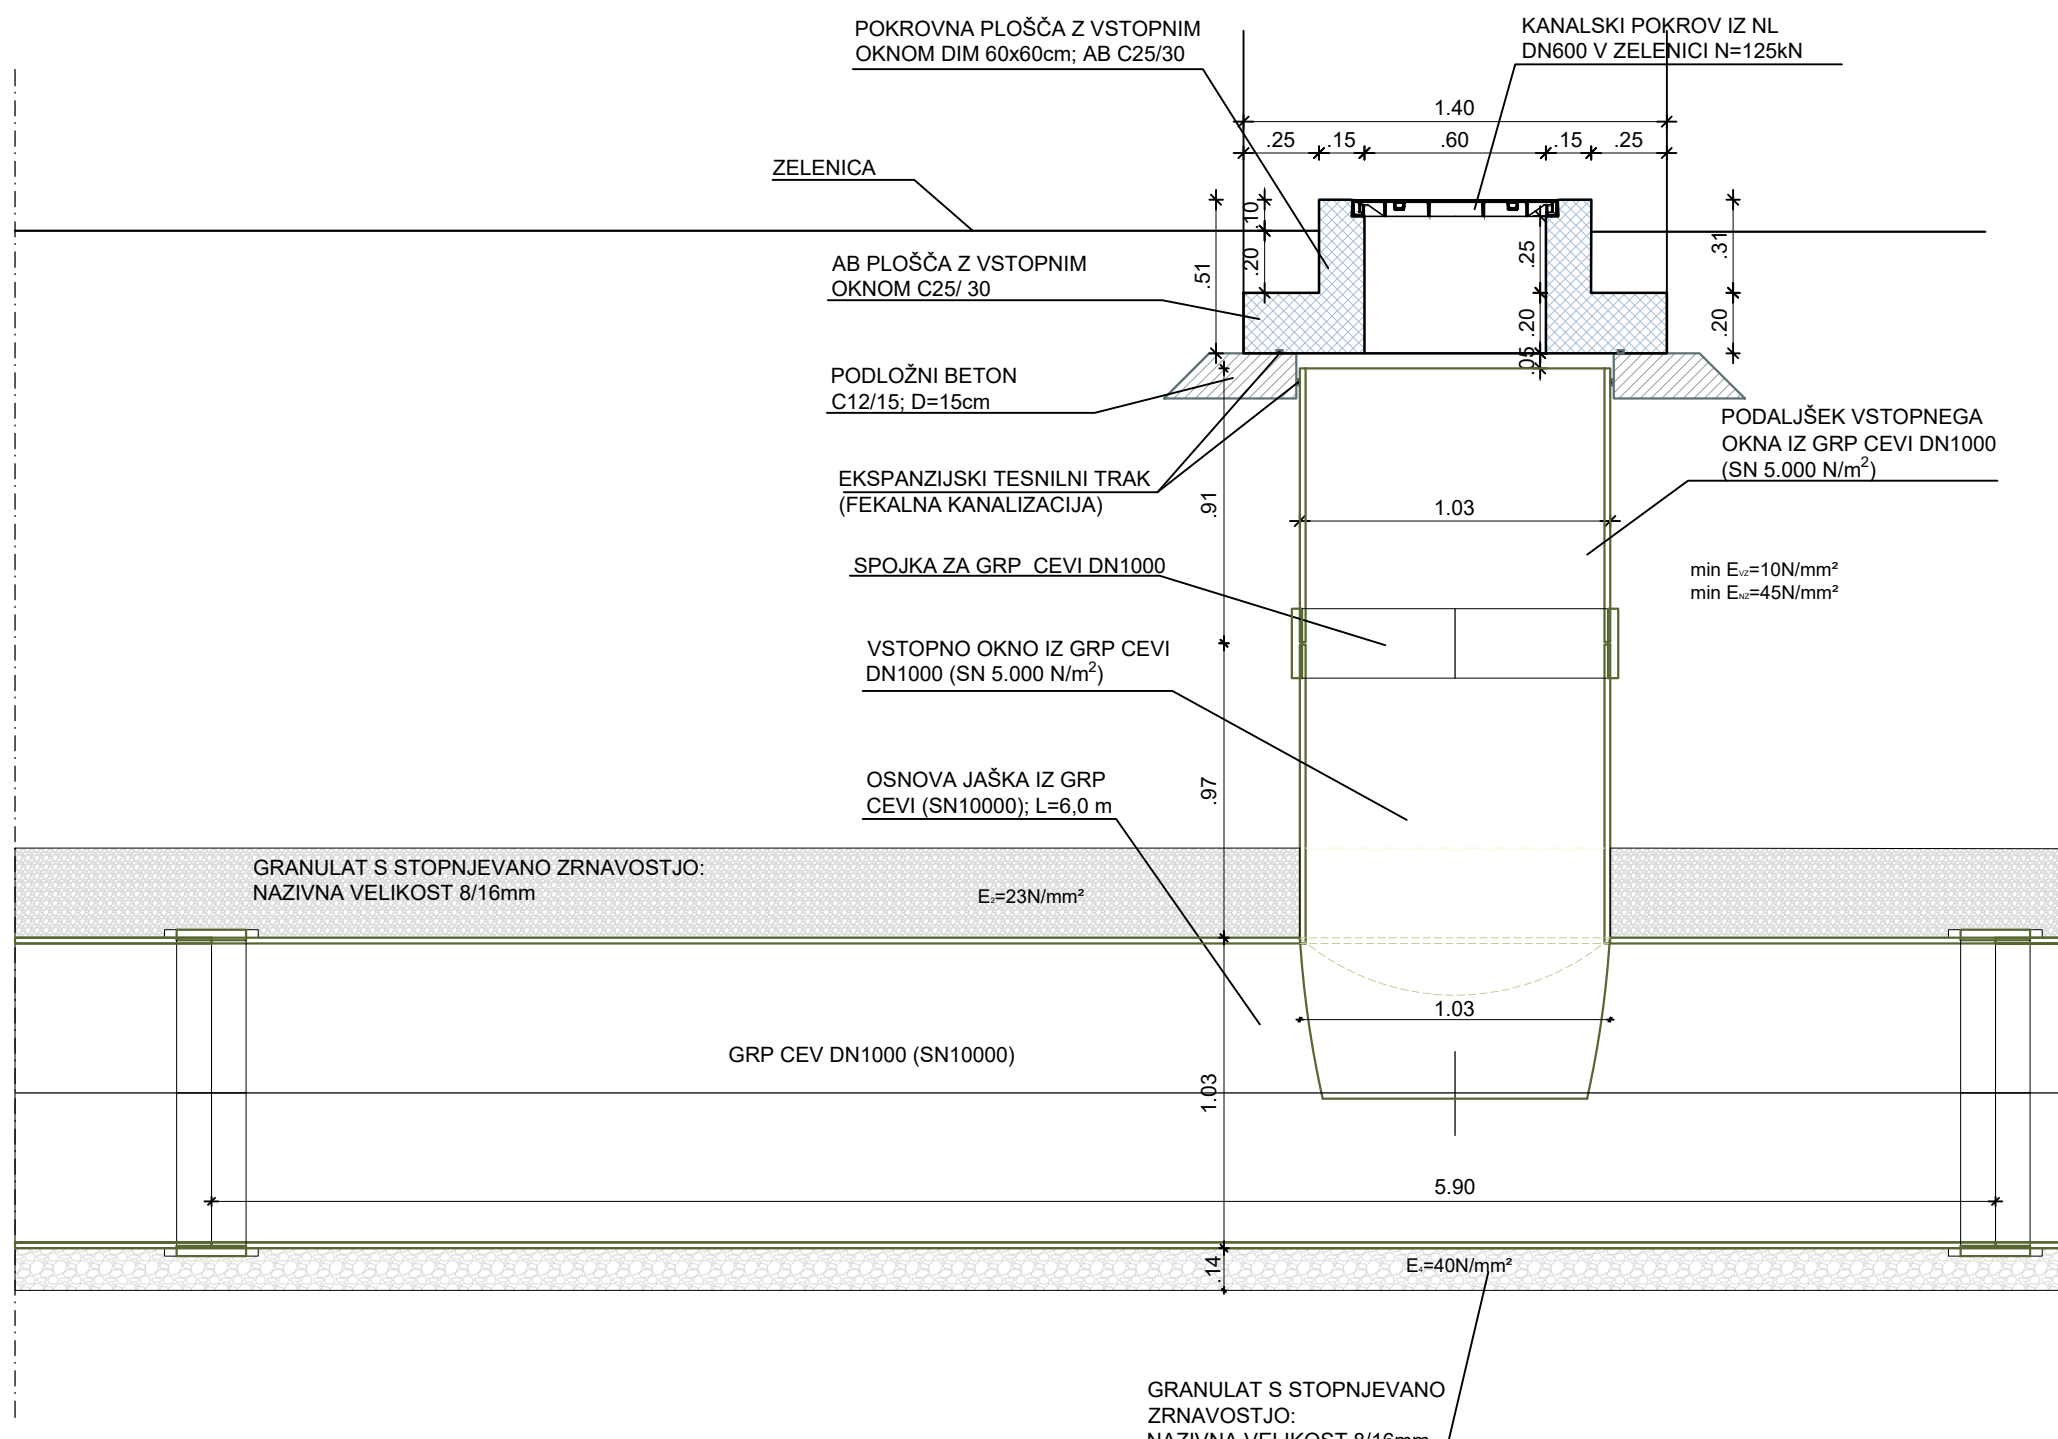 POKROVNA PLOŠČA Z VSTOPNIM
OKNOM DIM 60x60cm; AB C25/30
KANALSKI POKROV IZ NL
DN600 V ZELENICI N=125kN
1.40
.25
.15
.60
.15
.25
ZELENICA
.10
.20
.51
.25
.20
.05
.31
.20
AB PLOŠČA Z VSTOPNIM
OKNOM C25/ 30
PODLOŽNI BETON
C12/15; D=15cm
PODALJŠEK VSTOPNEGA
OKNA IZ GRP CEVI DN1000
(SN 5.000 N/m²)
EKSPANZIJSKI TESNILNI TRAK
(FEKALNA KANALIZACIJA)
.91
1.03
SPOJKA ZA GRP  CEVI DN1000
min EVZ=10N/mm²
min ENZ=45N/mm²
VSTOPNO OKNO IZ GRP CEVI
DN1000 (SN 5.000 N/m²)
.97
OSNOVA JAŠKA IZ GRP
CEVI (SN10000); L=6,0 m
GRANULAT S STOPNJEVANO ZRNAVOSTJO:
NAZIVNA VELIKOST 8/16mm
E2=23N/mm²
1.03
GRP CEV DN1000 (SN10000)
1.03
5.90
.14
E4=40N/mm²
GRANULAT S STOPNJEVANO
ZRNAVOSTJO:
NAZIVNA VELIKOST 8/16mm